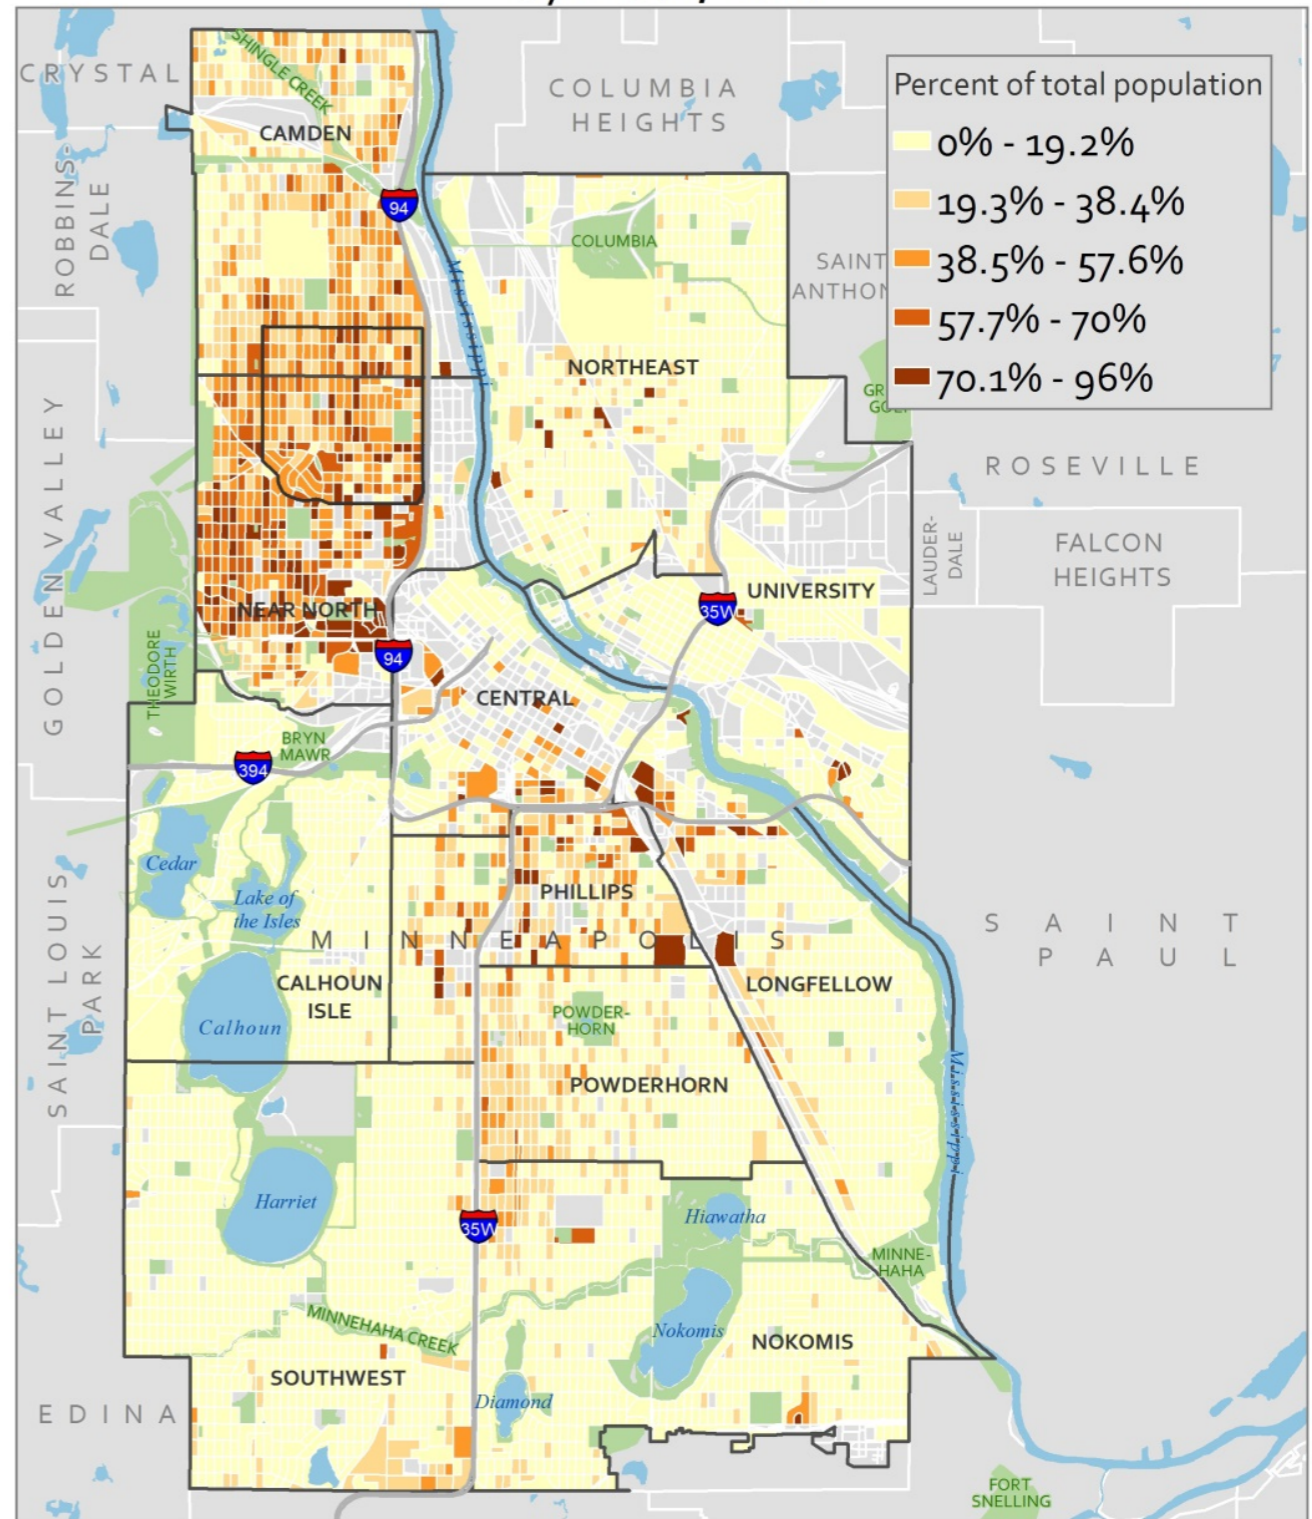 CRYSTAL
SHINGLE CREEK
CAMDEN
COLUMBIA
HEIGHTS
Percent of total population
0% - 19.2%
19.3% - 38.4%
38.5% - 57.6%
57.7% - 70%
70.1% - 96%
ROBBINS-
DALE
94
Mississippi
COLUMBIA
SAINT
ANTHON
NORTHEAST
GR
GOLF
GOLDEN VALLEY
ROSEVILLE
LAUDER-
DALE
FALCON
HEIGHTS
UNIVERSITY
35W
NEAR NORTH
THEODORE
WIRTH
94
CENTRAL
BRYN
MAWR
394
Cedar
Lake of
the Isles
PHILLIPS
MINNEAPOLIS
SAINT LOUIS
PARK
SAINT
PAUL
CALHOUN
ISLE
LONGFELLOW
Calhoun
POWDER-
HORN
POWDERHORN
Mississippi
Harriet
35W
Hiawatha
MINNE-
HAHA
MINNEHAHA CREEK
Nokomis
NOKOMIS
SOUTHWEST
Diamond
EDINA
FORT
SNELLING